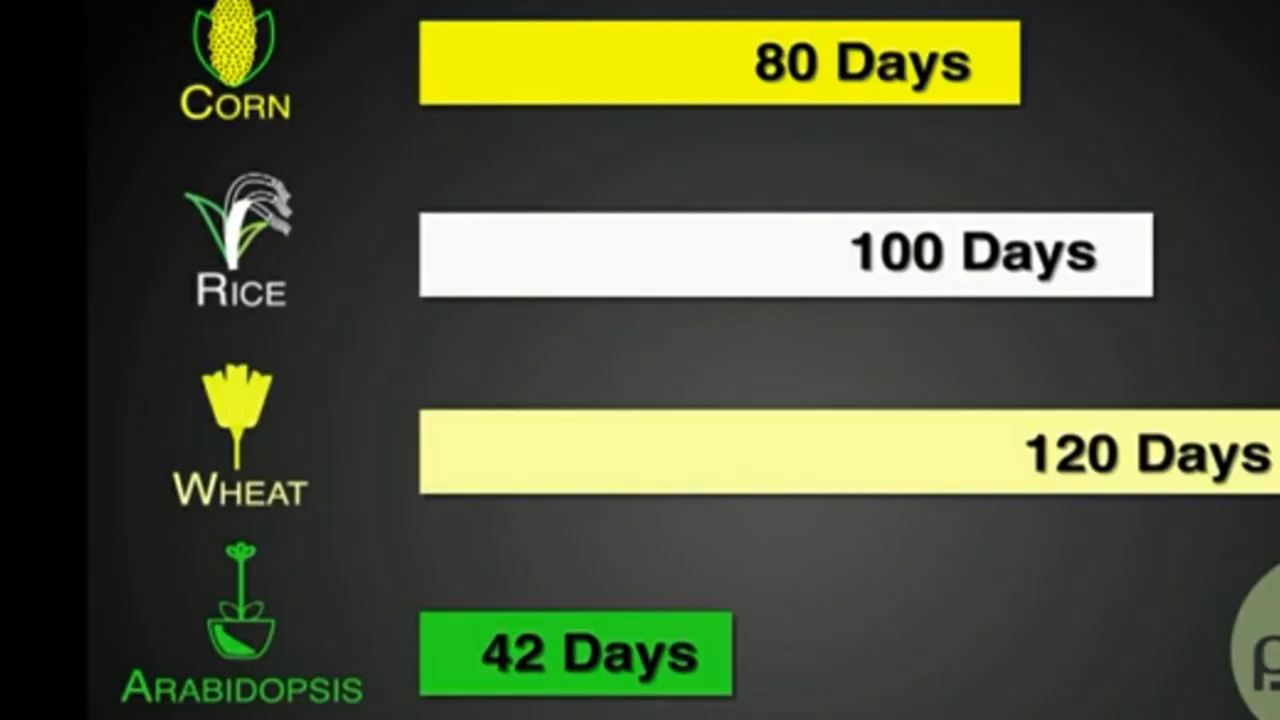 80 Days
CORN
100 Days
RICE
120 Days
WHEAT
42 Days
ARABIDOPSIS